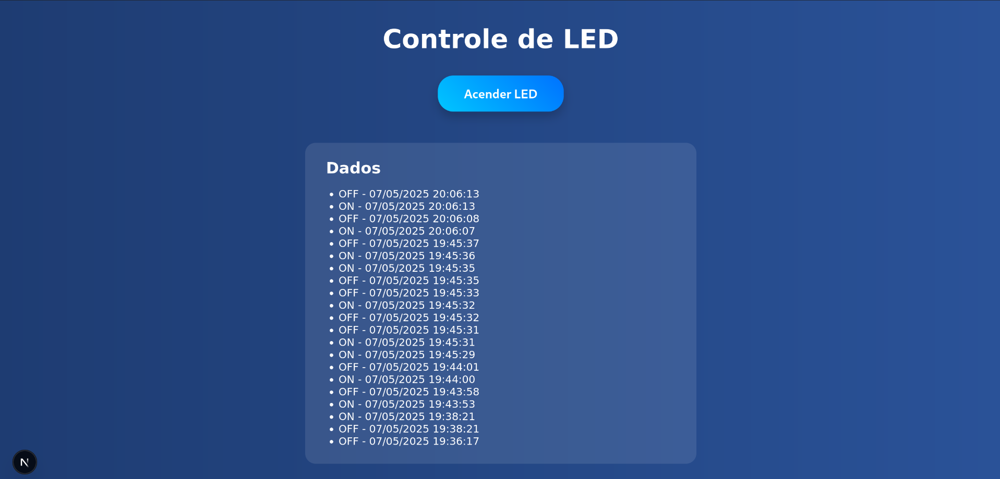 Controle de LED
Acender LED
Dados
• OFF - 07/05/2025 20:06:13
• ON - 07/05/2025 20:06:13
• OFF - 07/05/2025 20:06:08
• ON - 07/05/2025 20:06:07
• OFF - 07/05/2025 19:45:37
• ON - 07/05/2025 19:45:36
• ON - 07/05/2025 19:45:35
• OFF - 07/05/2025 19:45:35
• OFF - 07/05/2025 19:45:33
• ON - 07/05/2025 19:45:32
• OFF - 07/05/2025 19:45:32
• OFF - 07/05/2025 19:45:31
• ON - 07/05/2025 19:45:31
• ON - 07/05/2025 19:45:29
• OFF - 07/05/2025 19:44:01
• ON - 07/05/2025 19:44:00
• OFF - 07/05/2025 19:43:58
• ON - 07/05/2025 19:43:53
• ON - 07/05/2025 19:38:21
• OFF - 07/05/2025 19:38:21
• OFF - 07/05/2025 19:36:17
N